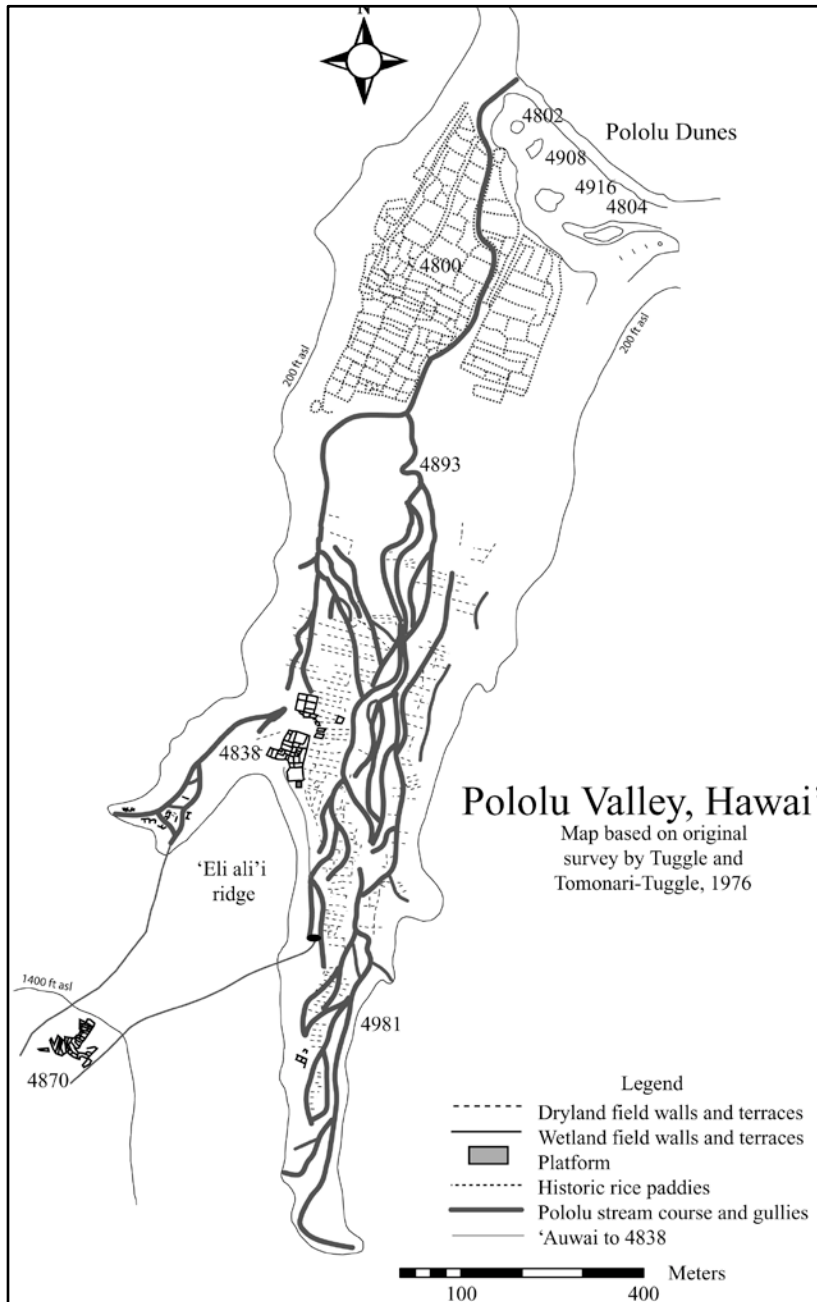 N
4802
Pololu Dunes
4908
4916
4804
4800
200 ft asl
200 ft asl
4893
4838
Pololu Valley, Hawai'
Map based on original
survey by Tuggle and
Tomonari-Tuggle, 1976
'Eli ali'i
ridge
1400 ft asl
4981
4870
Legend
Dryland field walls and terraces
Wetland field walls and terraces
Platform
Historic rice paddies
Pololu stream course and gullies
'Auwai to 4838
Meters
100
400